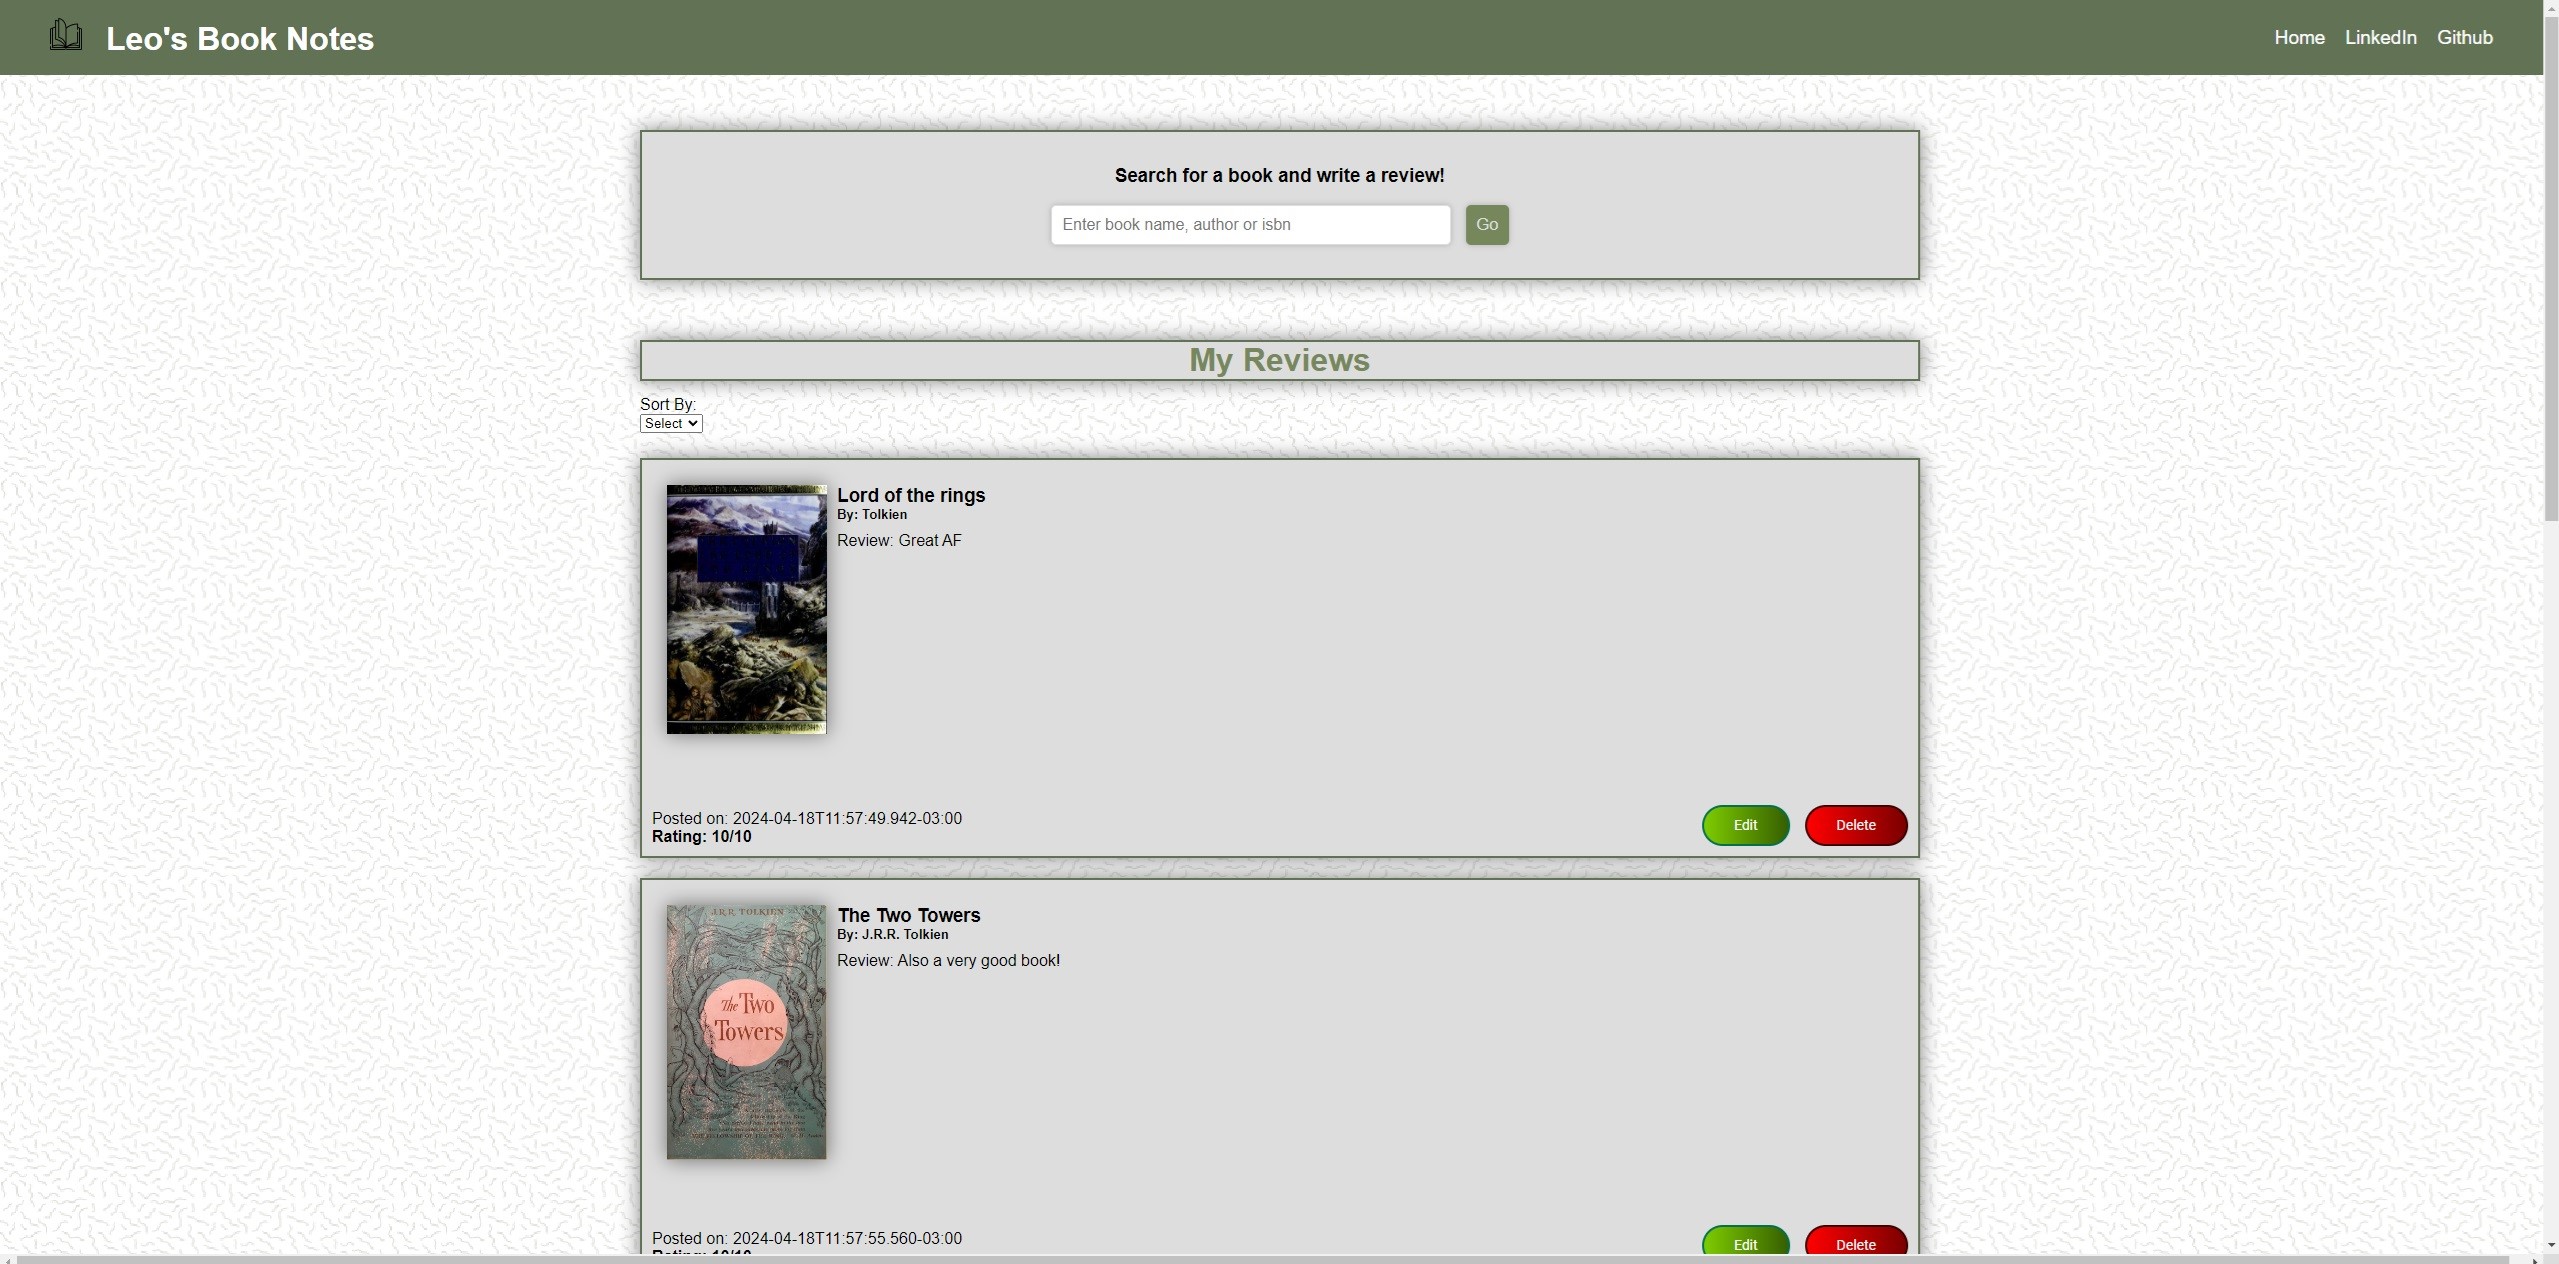 Leo's Book Notes
Home LinkedIn Github
Search for a book and write a review!
Enter book name, author or isbn
Go
My Reviews
Sort By:
Select
Lord of the rings
By: Tolkien
Review: Great AF
Posted on: 2024-04-18T11:57:49.942-03:00
Rating: 10/10
Edit
Delete
J.R.R. TOLKIEN
The Two
Towers
The Two Towers
By: J.R.R. Tolkien
Review: Also a very good book!
Posted on: 2024-04-18T11:57:55.560-03:00
Rating: 10/10
Edit
Delete